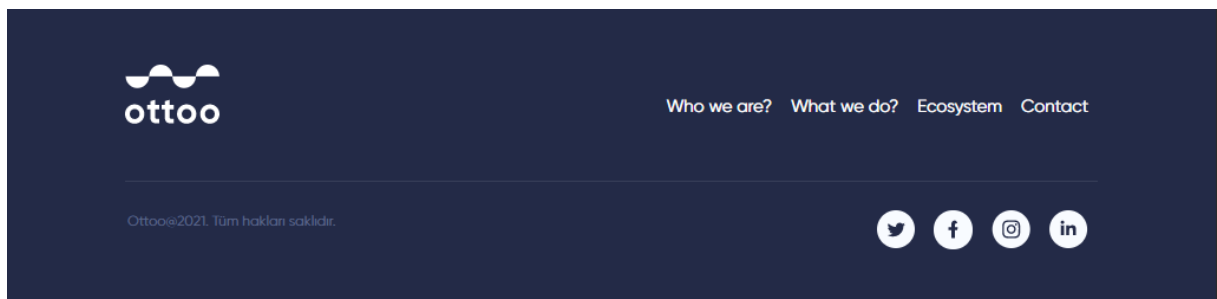 ottoo
Who we are? What we do? Ecosystem Contact
Ottoo@2021. Tüm hakları saklıdır.
in